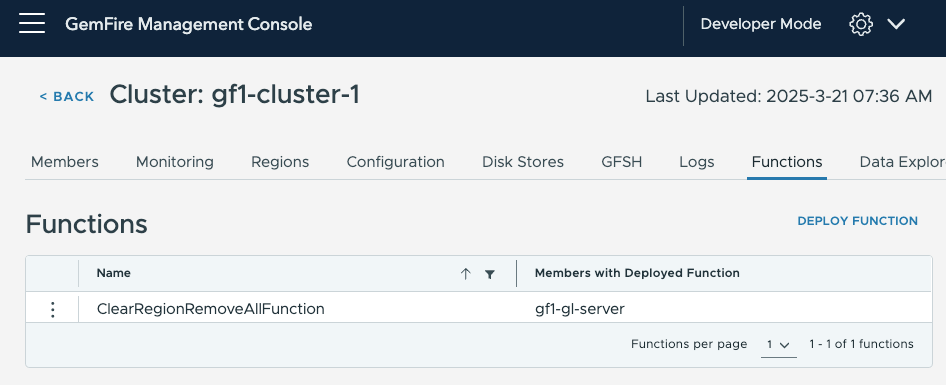 GemFire Management Console Developer Mode
< BACK Cluster: gf1-cluster-1 Last Updated: 2025-3-21 07:36 AM
Members Monitoring Regions Configuration Disk Stores GFSH Logs Functions Data Explor
Functions DEPLOY FUNCTION
Name Members with Deployed Function
ClearRegionRemoveAllFunction gf1-gl-server
Functions per page 1 1 - 1 of 1 functions